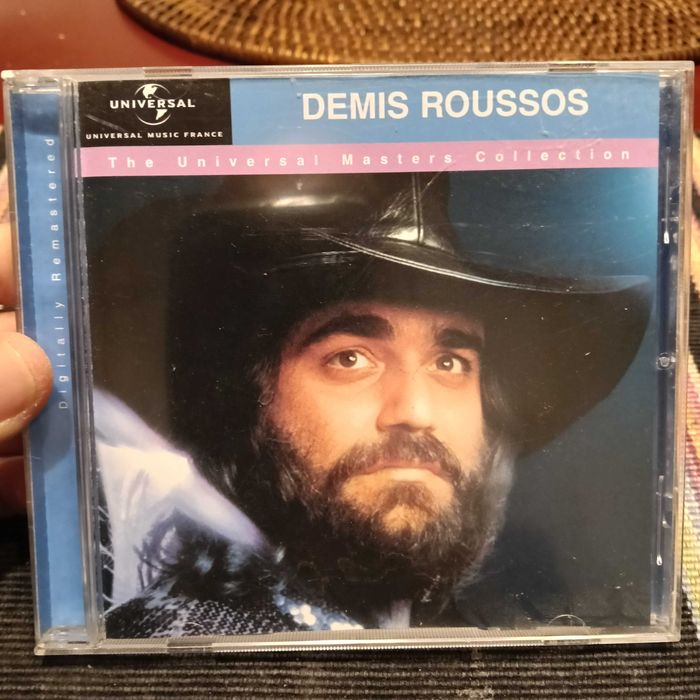 UNIVERSAL
UNIVERSAL MUSIC FRANCE
DEMIS ROUSSOS
The Universal Masters Collection
Digitally Remastered